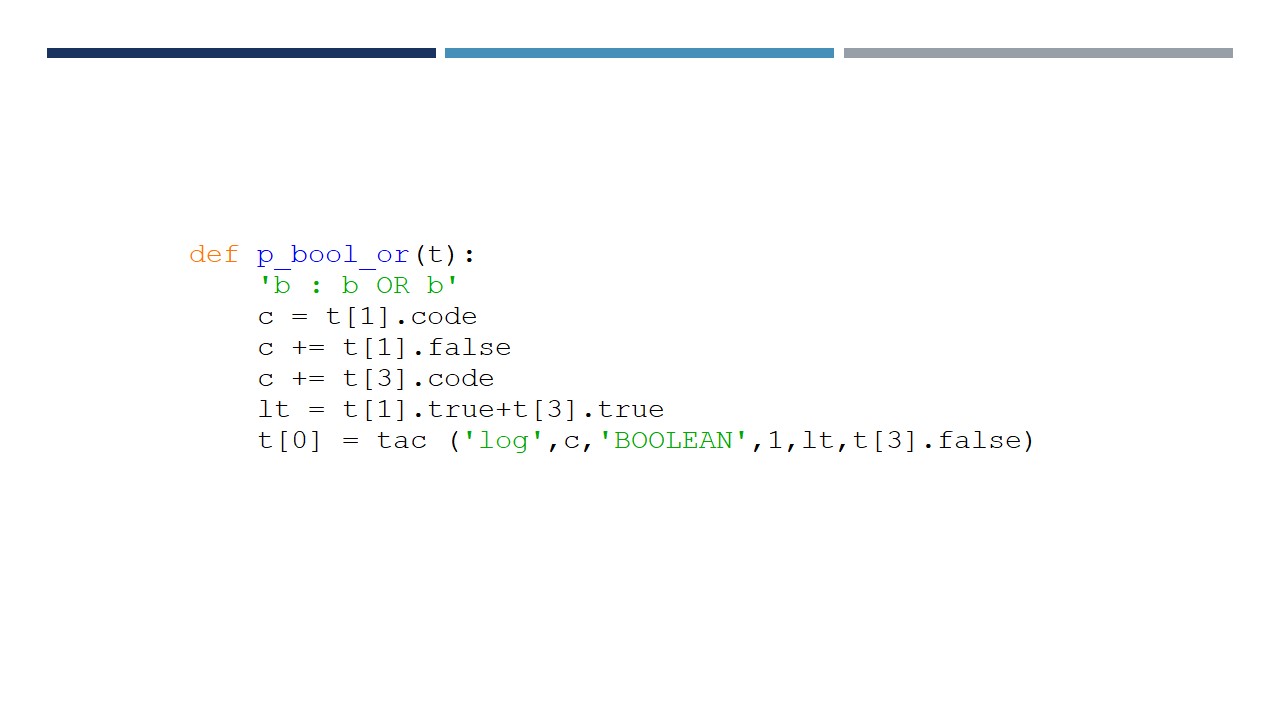 def p_bool_or(t):
    'b : b OR b'
    c = t[1].code
    c += t[1].false
    c += t[3].code
    lt = t[1].true+t[3].true
    t[0] = tac ('log',c,'BOOLEAN',1,lt,t[3].false)